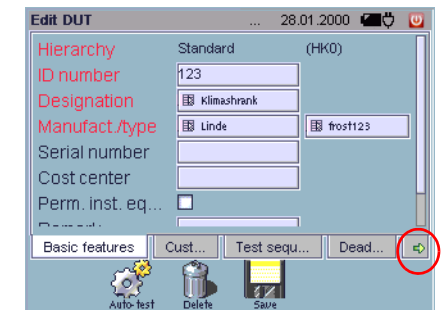 Edit DUT ... 28.01.2000
Hierarchy Standard (HK0)
ID number 123
Designation Klimashrank
Manufact./type Linde frost123
Serial number
Cost center
Perm. inst. eq...
Basic features Cust... Test sequ... Dead...
Auto-test Delete Save